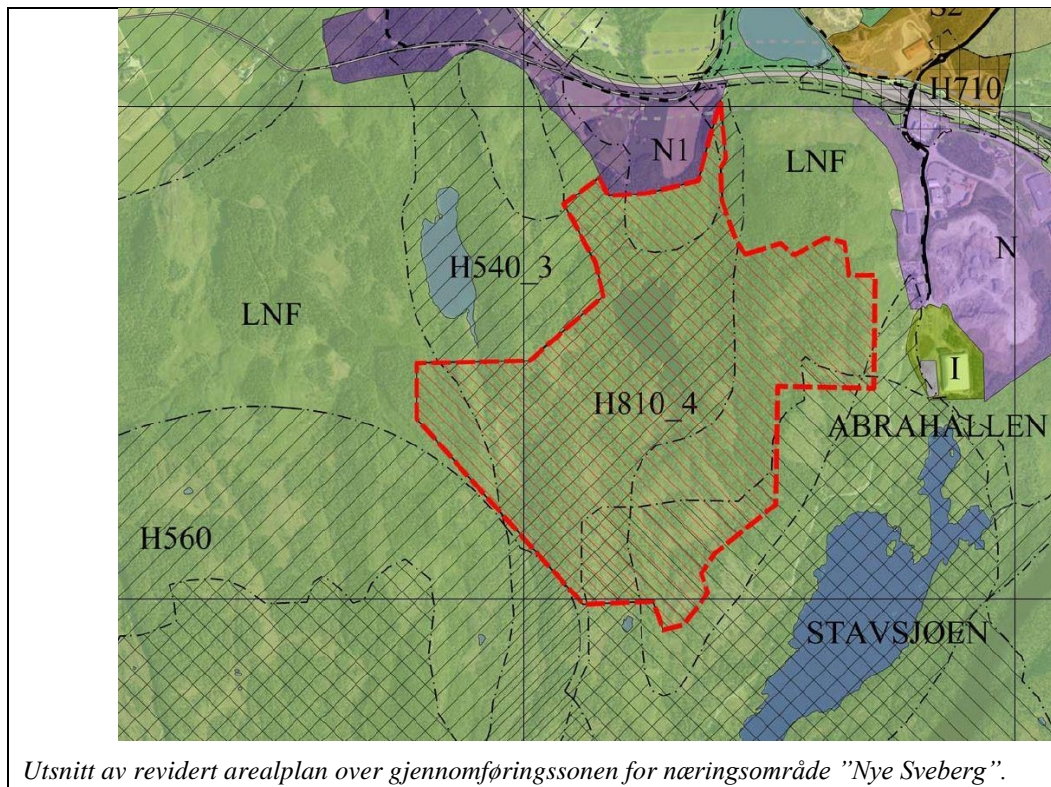 S2
H710
N1
LNF
N
H540_3
LNF
I
H810_4
ABRAHALLEN
H560
STAVSJØEN
Utsnitt av revidert arealplan over gjennomføringssonen for næringsområde ”Nye Sveberg”.